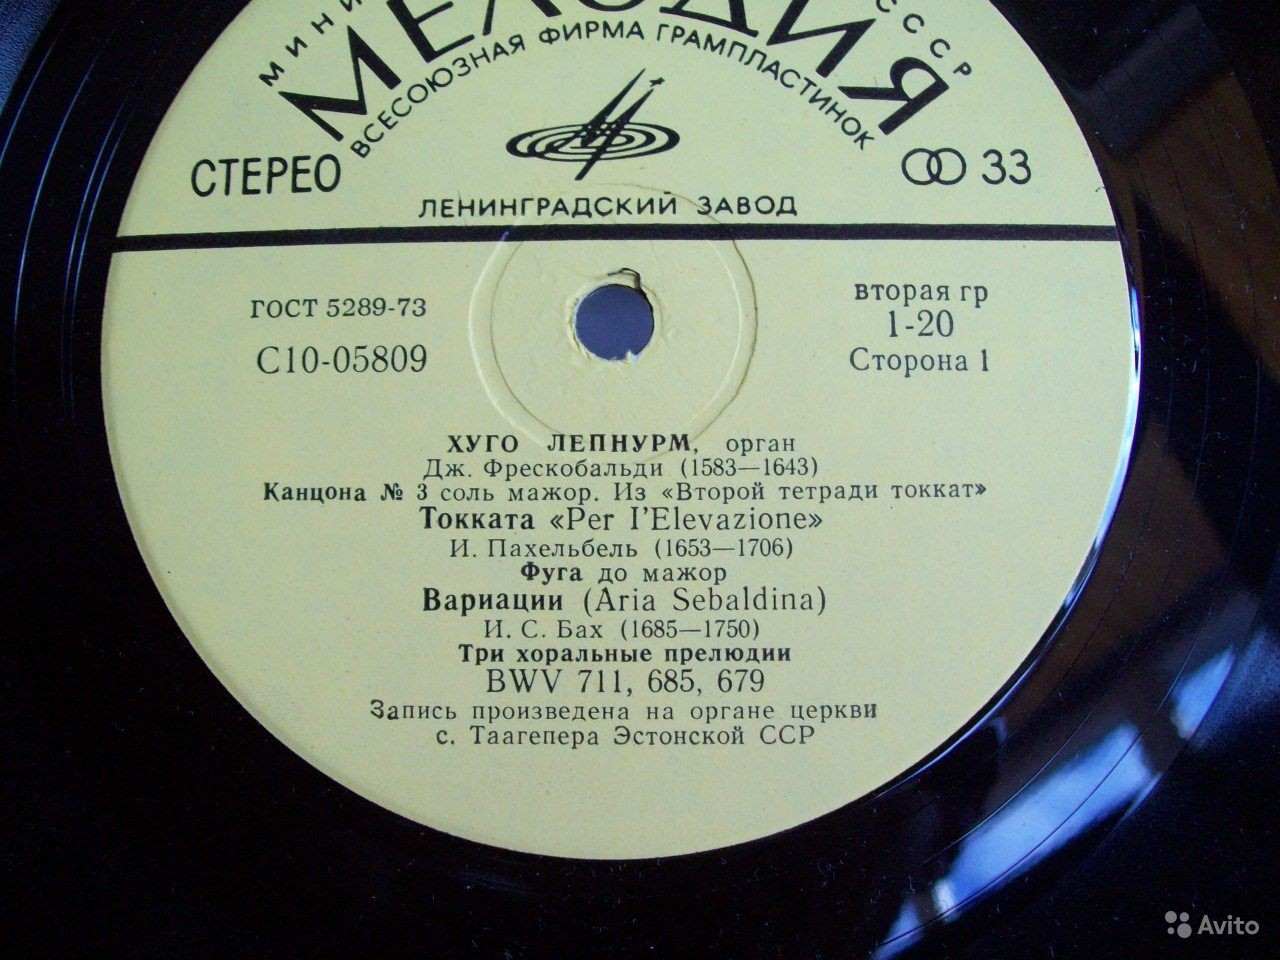 МЕЛОДИЯ
СССР
ВСЕСОЮЗНАЯ ФИРМА ГРАМПЛАСТИНОК
СТЕРЕО
33
ЛЕНИНГРАДСКИЙ ЗАВОД
ГОСТ 5289-73
С10-05809
вторая гр
1-20
Сторона 1
ХУГО ЛЕПНУРМ, орган
Дж. Фрескобальди (1583—1643)
Канцона № 3 соль мажор. Из «Второй тетради токкат»
Токката «Per I'Elevazione»
И. Пахельбель (1653—1706)
Фуга до мажор
Вариации (Aria Sebaldina)
И. С. Бах (1685—1750)
Три хоральные прелюдии
BWV 711, 685, 679
Запись произведена на органе церкви
с. Таагепера Эстонской ССР
Avito